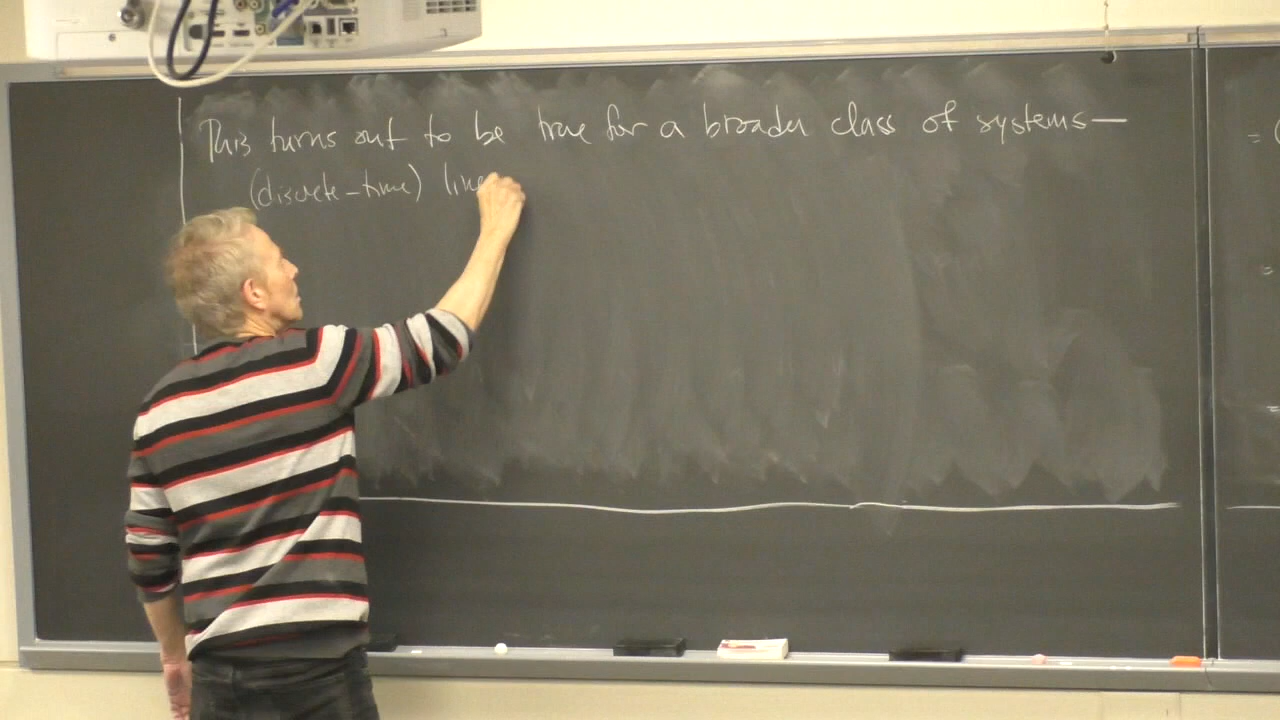 This turns out to be true for a broader class of systems—
(discrete-time) line